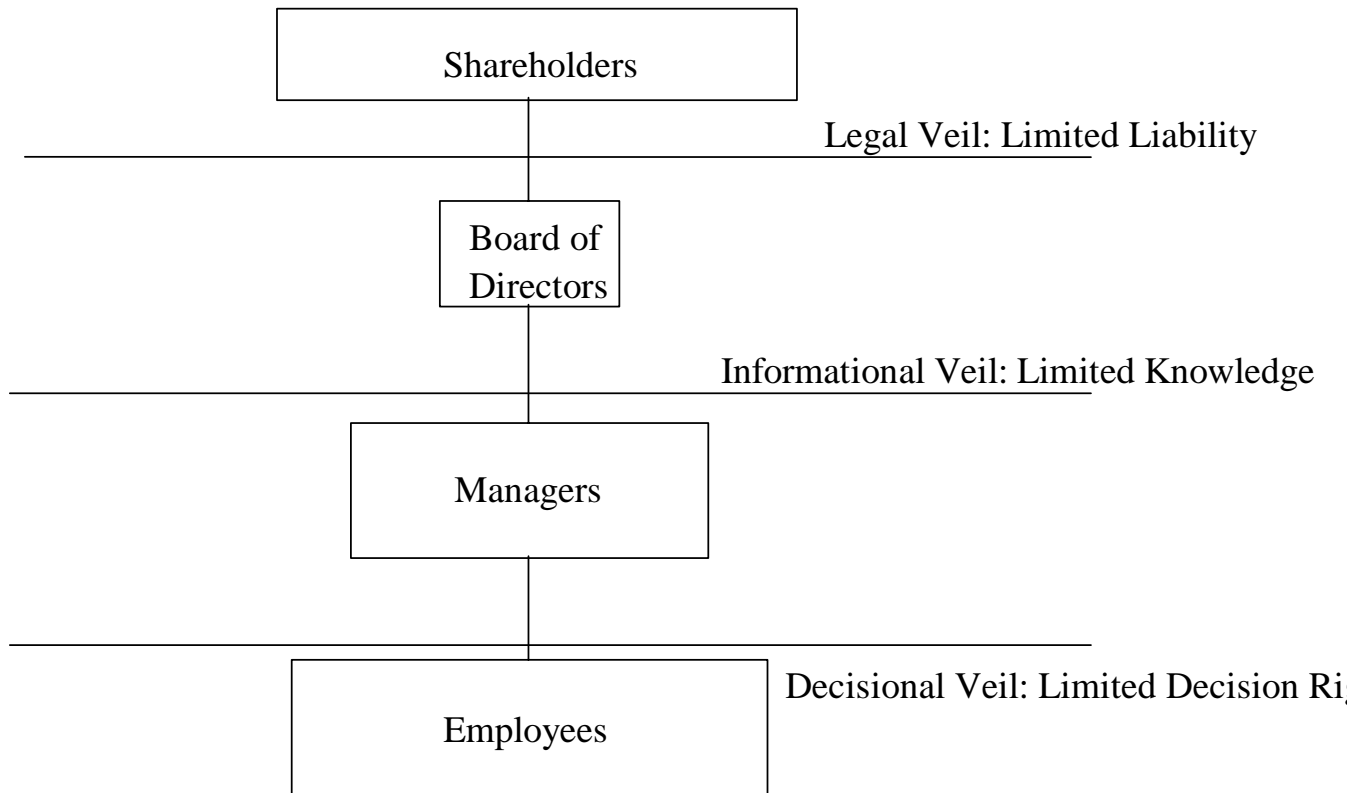 Shareholders
Legal Veil: Limited Liability
Board of
Directors
Informational Veil: Limited Knowledge
Managers
Decisional Veil: Limited Decision
Employees